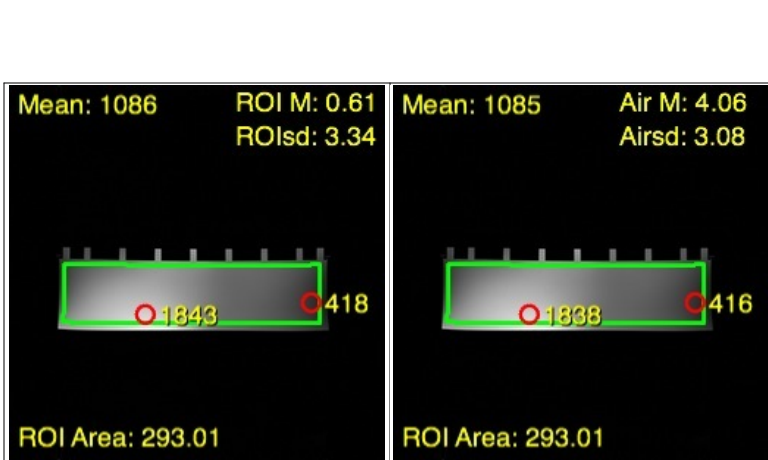 Mean: 1086
ROI M: 0.61
ROIsd: 3.34
1843
418
ROI Area: 293.01
Mean: 1085
Air M: 4.06
Airsd: 3.08
1838
416
ROI Area: 293.01